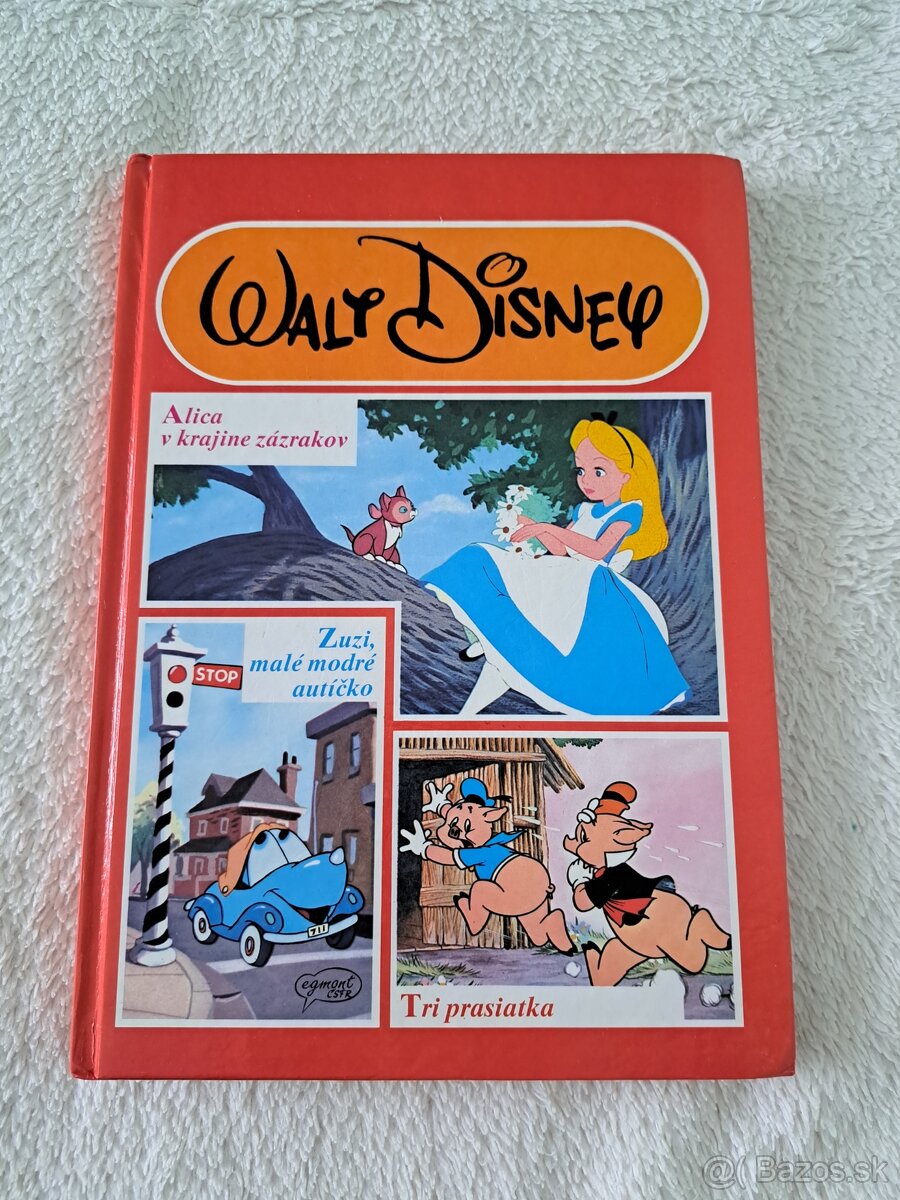 WALT DISNEY
Alica
v krajine zázrakov
Zuzi,
malé modré
autíčko
STOP
711
egmont
ČSFR
Tri prasiatka
@( Bazos.sk